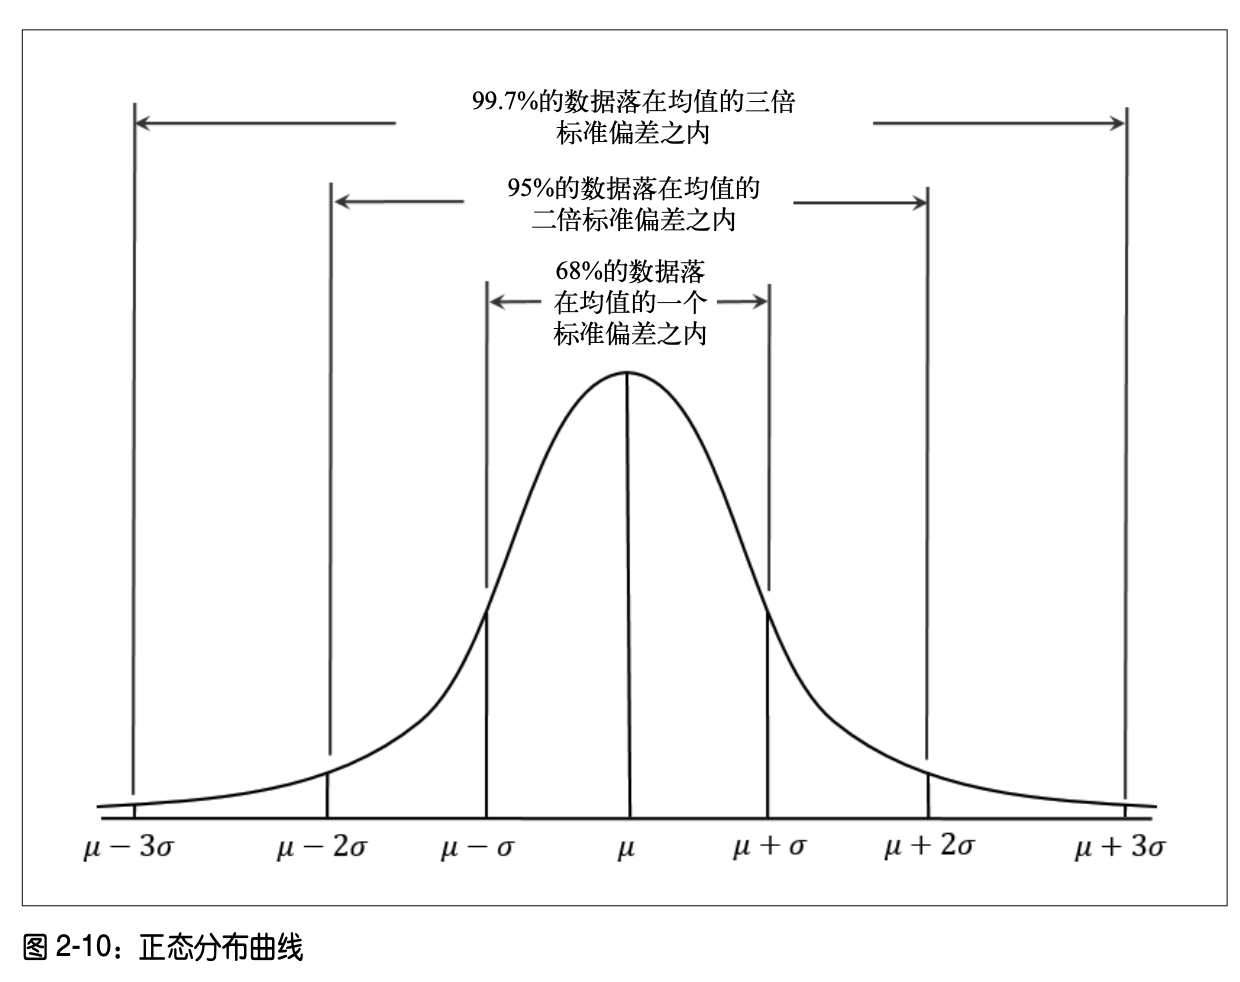 99.7%的数据落在均值的三倍
标准偏差之内
95%的数据落在均值的
二倍标准偏差之内
68%的数据落
在均值的一个
标准偏差之内
μ − 3σ
μ − 2σ
μ − σ
μ
μ + σ
μ + 2σ
μ + 3σ
图 2-10：正态分布曲线